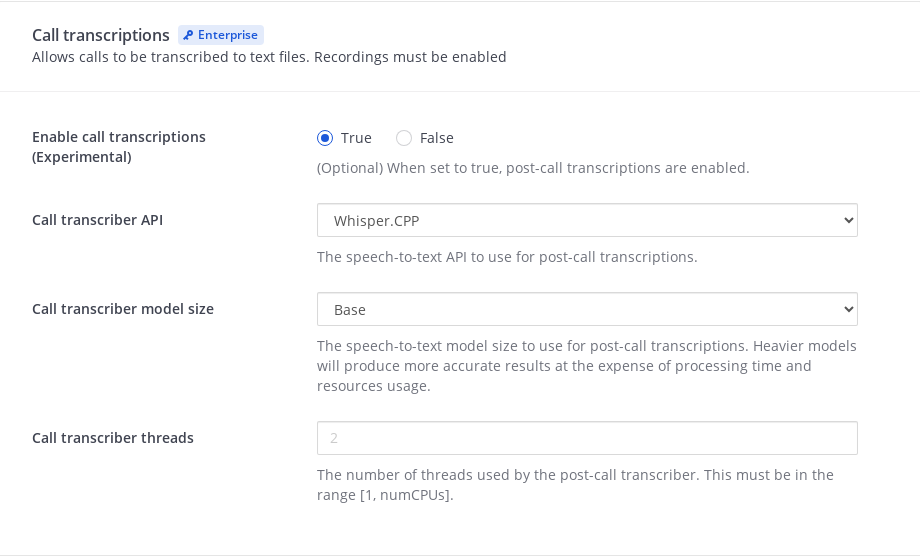 Call transcriptions Enterprise
Allows calls to be transcribed to text files. Recordings must be enabled
Enable call transcriptions
(Experimental)
True False
(Optional) When set to true, post-call transcriptions are enabled.
Call transcriber API
Whisper.CPP
The speech-to-text API to use for post-call transcriptions.
Call transcriber model size
Base
The speech-to-text model size to use for post-call transcriptions. Heavier models
will produce more accurate results at the expense of processing time and
resources usage.
Call transcriber threads
2
The number of threads used by the post-call transcriber. This must be in the
range [1, numCPUs].